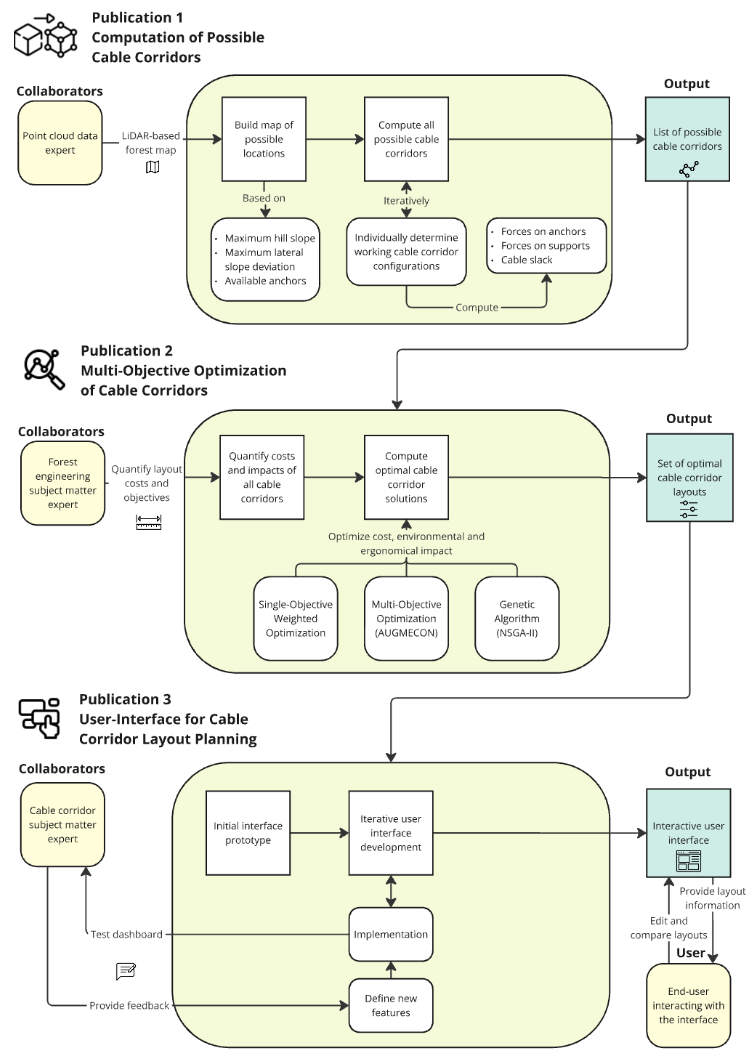 Publication 1
Computation of Possible
Cable Corridors
Collaborators
Point cloud data
expert
LiDAR-based
forest map
Build map of
possible
locations
Based on
• Maximum hill slope
• Maximum lateral
slope deviation
• Available anchors
Compute all
possible cable
corridors
Iteratively
Individually determine
working cable corridor
configurations
Compute
• Forces on anchors
• Forces on supports
• Cable slack
Output
List of possible
cable corridors
Publication 2
Multi-Objective Optimization
of Cable Corridors
Collaborators
Forest
engineering
subject matter
expert
Quantify layout
costs and
objectives
Quantify costs
and impacts of
all cable
corridors
Compute
optimal cable
corridor
solutions
Optimize cost, environmental and
ergonomical impact
Single-Objective
Weighted
Optimization
Multi-Objective
Optimization
(AUGMECON)
Genetic
Algorithm
(NSGA-II)
Output
Set of optimal
cable corridor
layouts
Publication 3
User-Interface for Cable
Corridor Layout Planning
Collaborators
Cable corridor
subject matter
expert
Initial interface
prototype
Iterative user
interface
development
Implementation
Define new
features
Test dashboard
Provide feedback
Output
Interactive user
interface
Provide layout
information
Edit and
compare layouts
User
End-user
interacting with
the interface